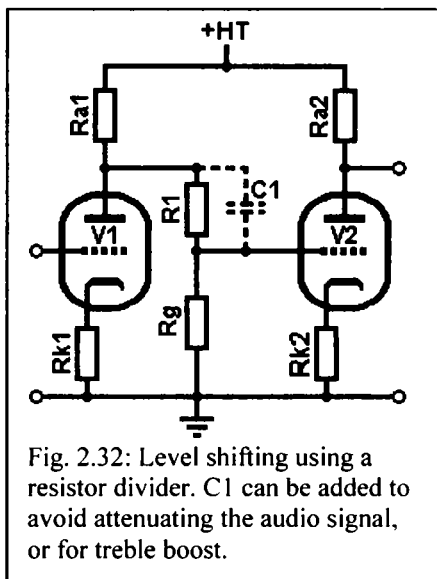 +HT
Ra1
Ra2
R1
C1
V1
V2
Rg
Rk1
Rk2
Fig. 2.32: Level shifting using a
resistor divider. C1 can be added to
avoid attenuating the audio signal,
or for treble boost.